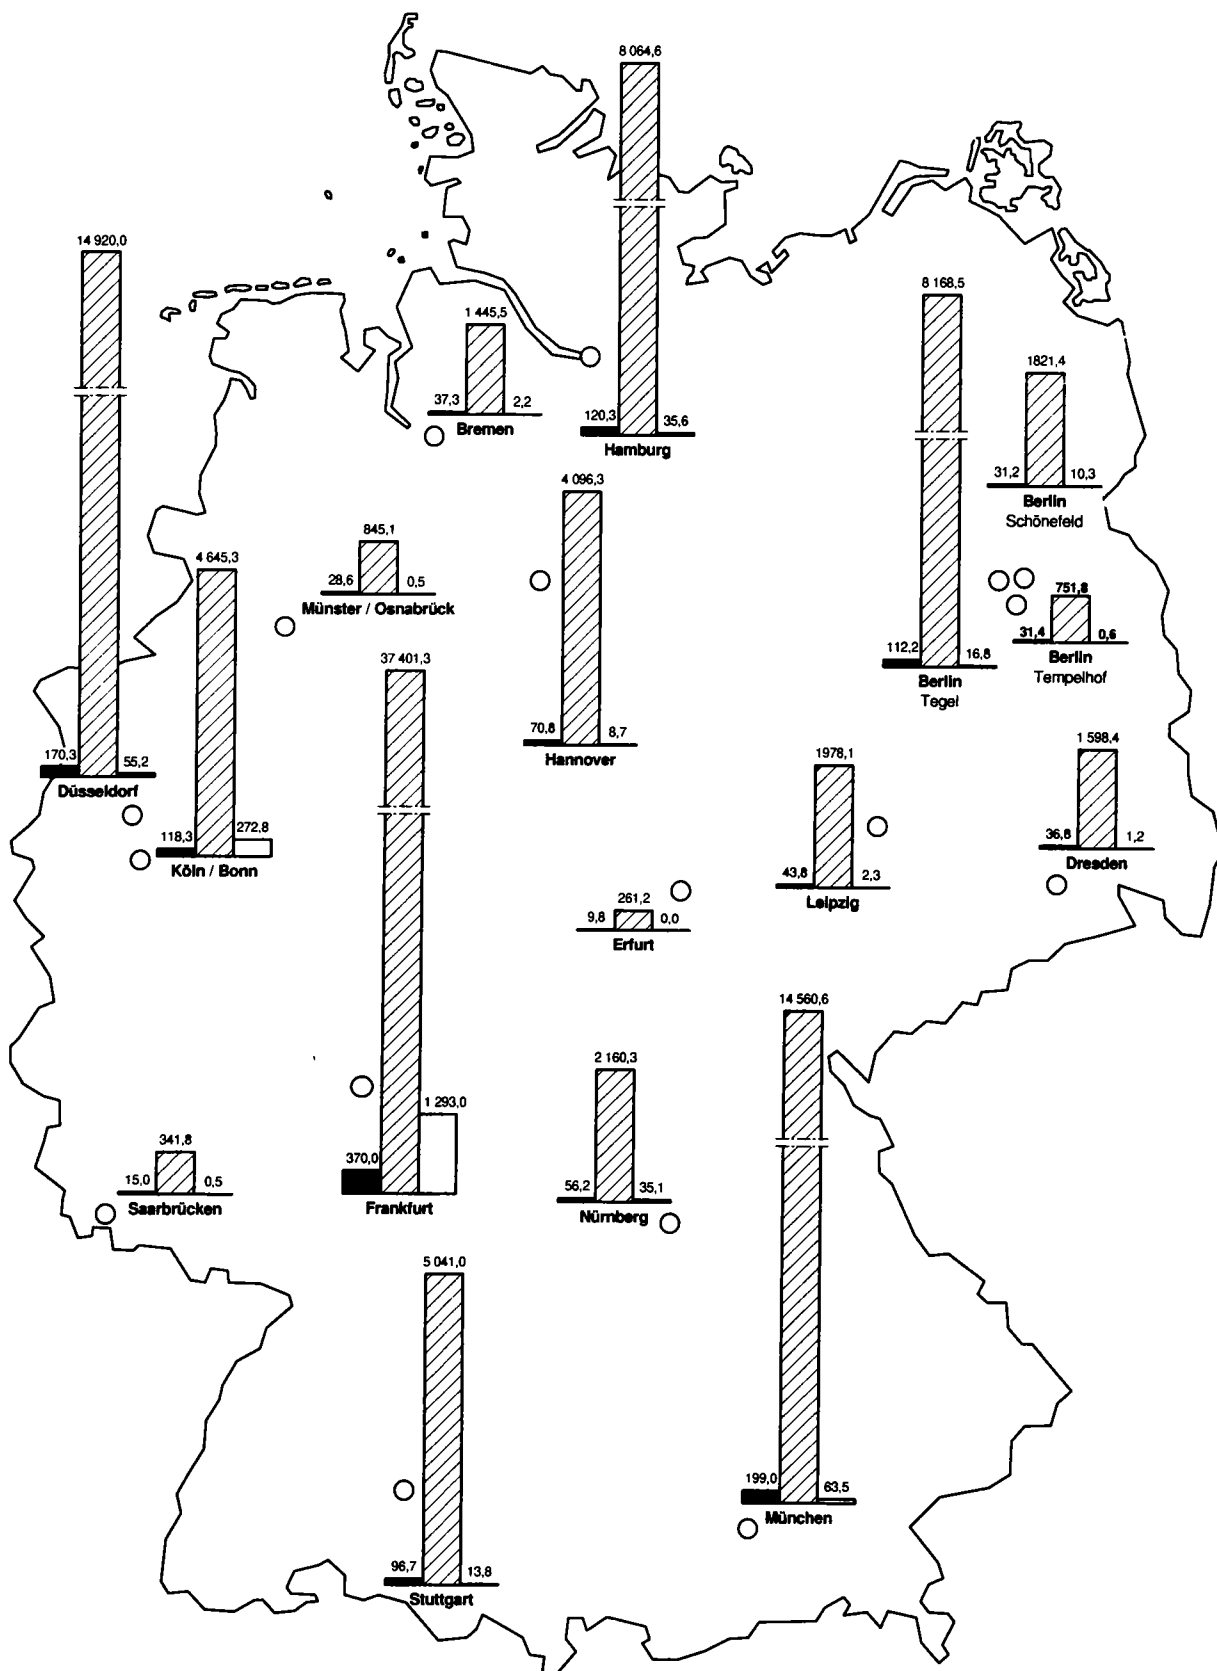 8 064,6
120,3
35,6
Hamburg
14 920,0
170,3
55,2
Düsseldorf
1 445,5
37,3
2,2
Bremen
8 168,5
112,2
16,8
Berlin
Tegel
1821,4
31,2
10,3
Berlin
Schönefeld
4 096,3
70,8
8,7
Hannover
845,1
28,6
0,5
Münster / Osnabrück
4 645,3
118,3
272,8
Köln / Bonn
751,8
31,4
0,6
Berlin
Tempelhof
37 401,3
370,0
1 293,0
Frankfurt
1978,1
43,8
2,3
Leipzig
1 598,4
36,8
1,2
Dresden
261,2
9,8
0,0
Erfurt
14 560,6
199,0
63,5
München
2 160,3
56,2
35,1
Nürnberg
341,8
15,0
0,5
Saarbrücken
5 041,0
96,7
13,8
Stuttgart